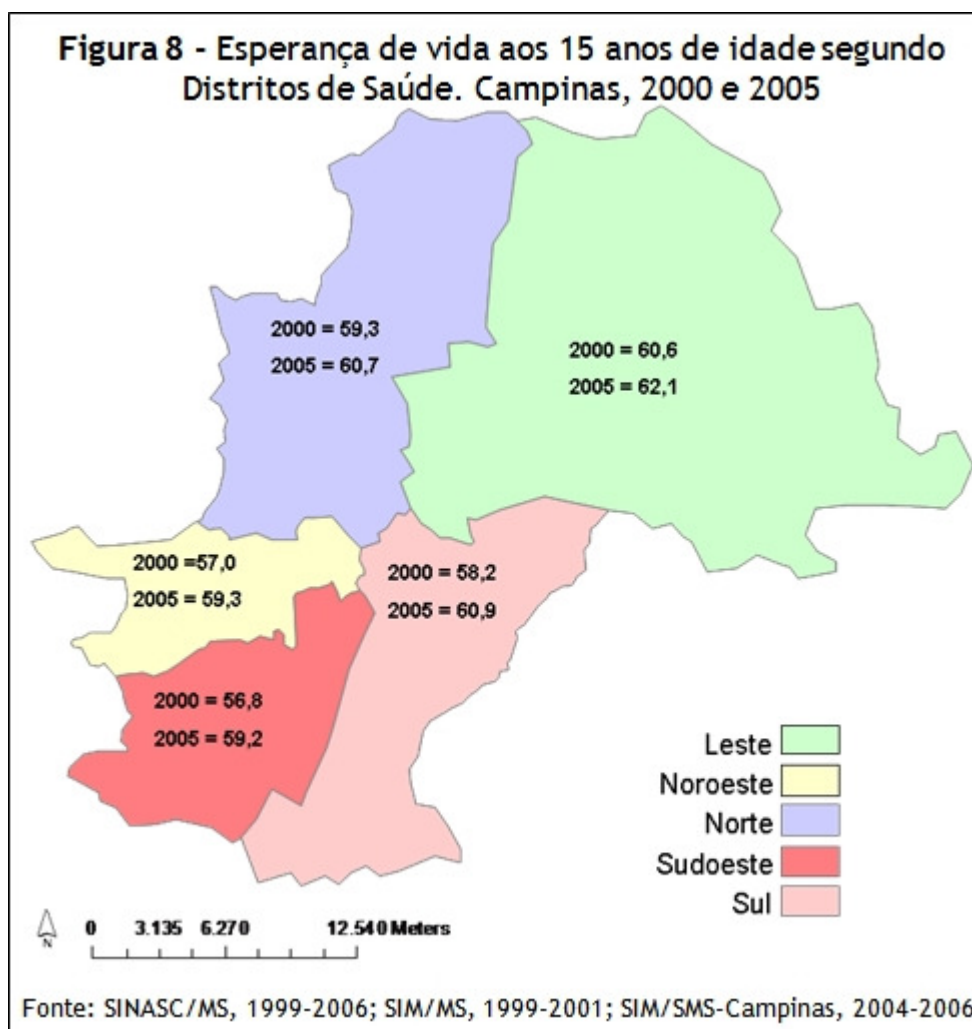 Figura 8 - Esperança de vida aos 15 anos de idade segundo
Distritos de Saúde. Campinas, 2000 e 2005
2000 = 59,3
2005 = 60,7
2000 = 60,6
2005 = 62,1
2000 =57,0
2005 = 59,3
2000 = 58,2
2005 = 60,9
2000 = 56,8
2005 = 59,2
Leste
Noroeste
Norte
Sudoeste
Sul
N
0 3.135 6.270 12.540 Meters
Fonte: SINASC/MS, 1999-2006; SIM/MS, 1999-2001; SIM/SMS-Campinas, 2004-2006